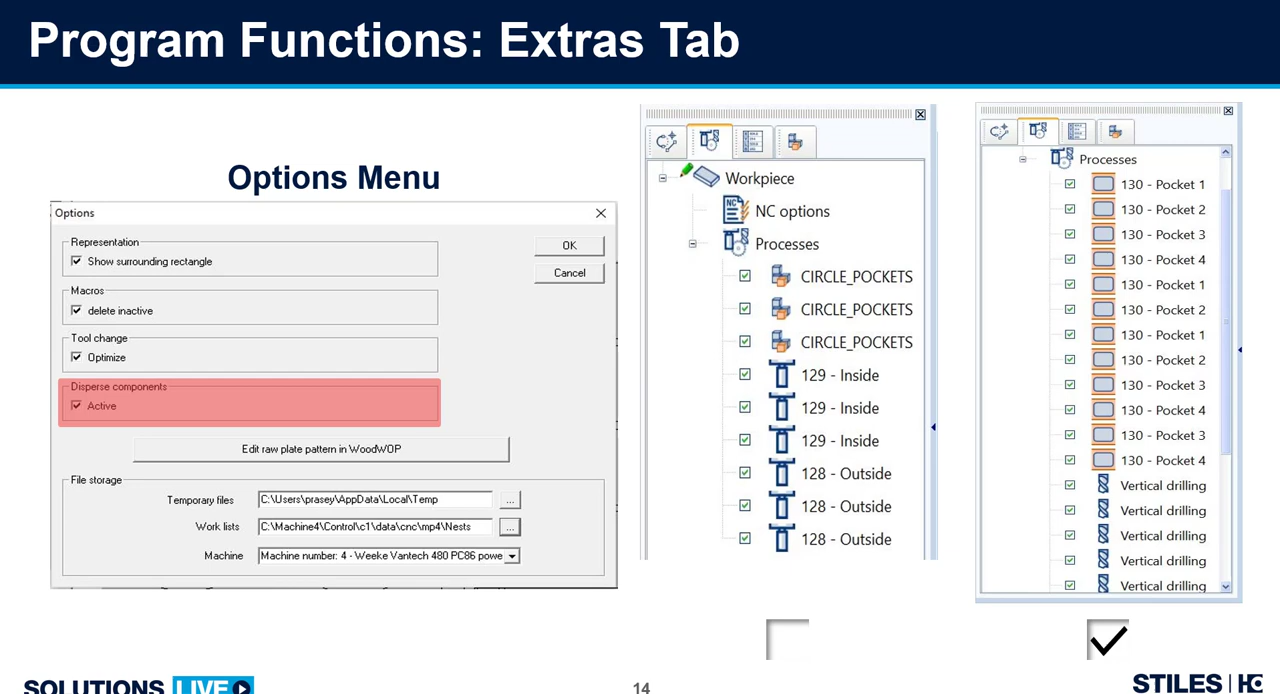 Program Functions: Extras Tab
Options Menu
Options
Representation
Show surrounding rectangle
OK
Cancel
Macros
delete inactive
Tool change
Optimize
Disperse components
Active
Edit raw plate pattern in WoodWOP
File storage
Temporary files C:\Users\prasey\AppData\Local\Temp ...
Work lists C:\Machine4\Control\c1\data\cnc\mp4\Nests ...
Machine Machine number: 4 - Weeke Vantech 480 PC86 powe
Workpiece
NC
NC options
Processes
CIRCLE_POCKETS
CIRCLE_POCKETS
CIRCLE_POCKETS
129 - Inside
129 - Inside
129 - Inside
128 - Outside
128 - Outside
128 - Outside
Processes
130 - Pocket 1
130 - Pocket 2
130 - Pocket 3
130 - Pocket 4
130 - Pocket 1
130 - Pocket 2
130 - Pocket 1
130 - Pocket 2
130 - Pocket 3
130 - Pocket 4
130 - Pocket 3
130 - Pocket 4
Vertical drilling
Vertical drilling
Vertical drilling
Vertical drilling
Vertical drilling
SOLUTIONS LIVE
14
STILES | HC